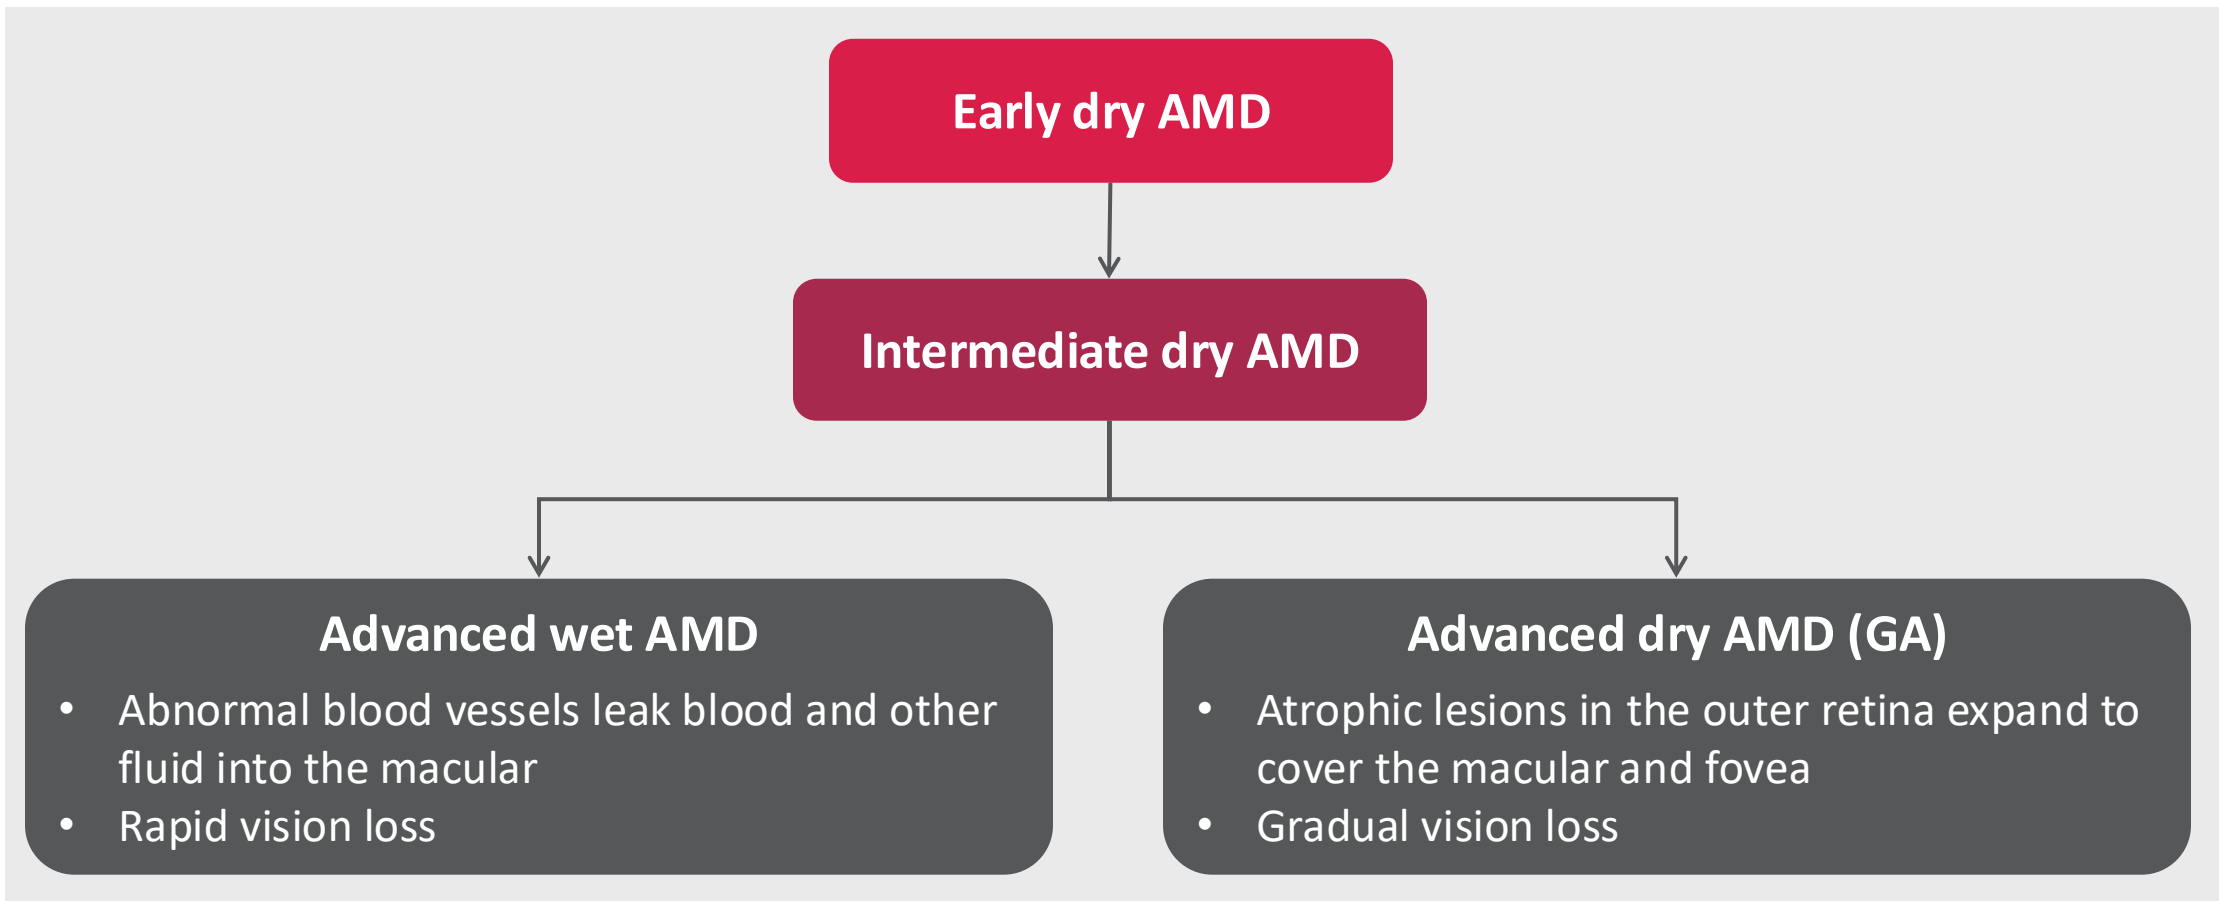 Early dry AMD
Intermediate dry AMD
Advanced wet AMD
• Abnormal blood vessels leak blood and other
fluid into the macular
• Rapid vision loss
Advanced dry AMD (GA)
• Atrophic lesions in the outer retina expand to
cover the macular and fovea
• Gradual vision loss